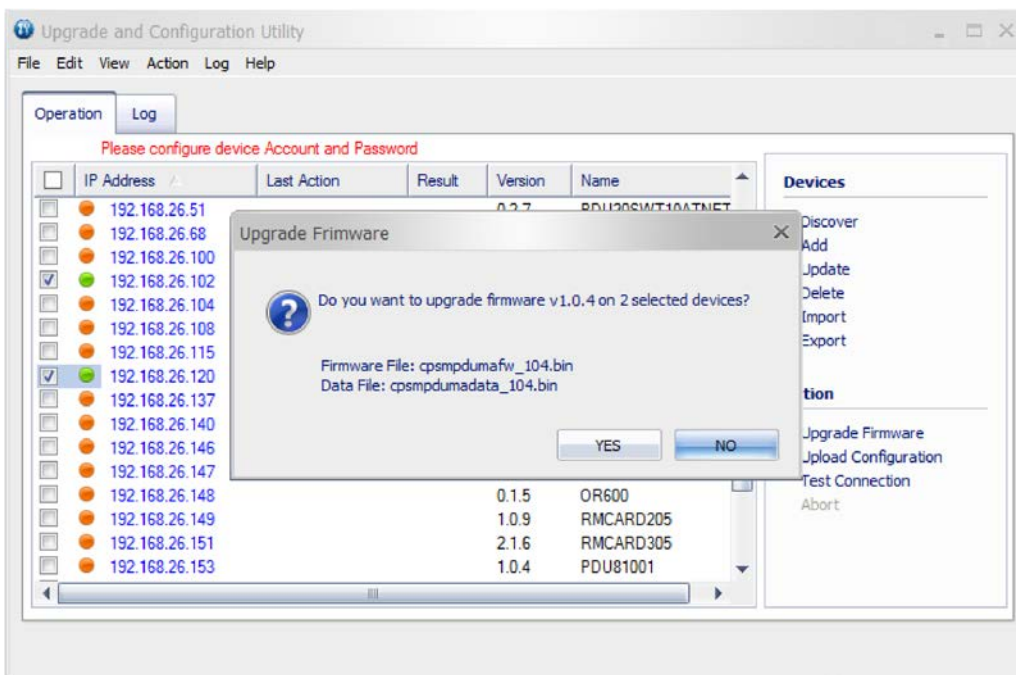 Upgrade and Configuration Utility
File Edit View Action Log Help
Operation Log
Please configure device Account and Password
IP Address Last Action Result Version Name
192.168.26.51 0.2.7 PDU20SWT10ATNET
192.168.26.68
192.168.26.100
192.168.26.102
192.168.26.104
192.168.26.108
192.168.26.115
192.168.26.120
192.168.26.137
192.168.26.140
192.168.26.146
192.168.26.147
192.168.26.148 0.1.5 OR600
192.168.26.149 1.0.9 RMCARD205
192.168.26.151 2.1.6 RMCARD305
192.168.26.153 1.0.4 PDU81001
Upgrade Frimware
Do you want to upgrade firmware v1.0.4 on 2 selected devices?
Firmware File: cpsmpdumafw_104.bin
Data File: cpsmpdumadata_104.bin
YES NO
Devices
Discover
Add
Update
Delete
Import
Export
tion
Upgrade Firmware
Upload Configuration
Test Connection
Abort